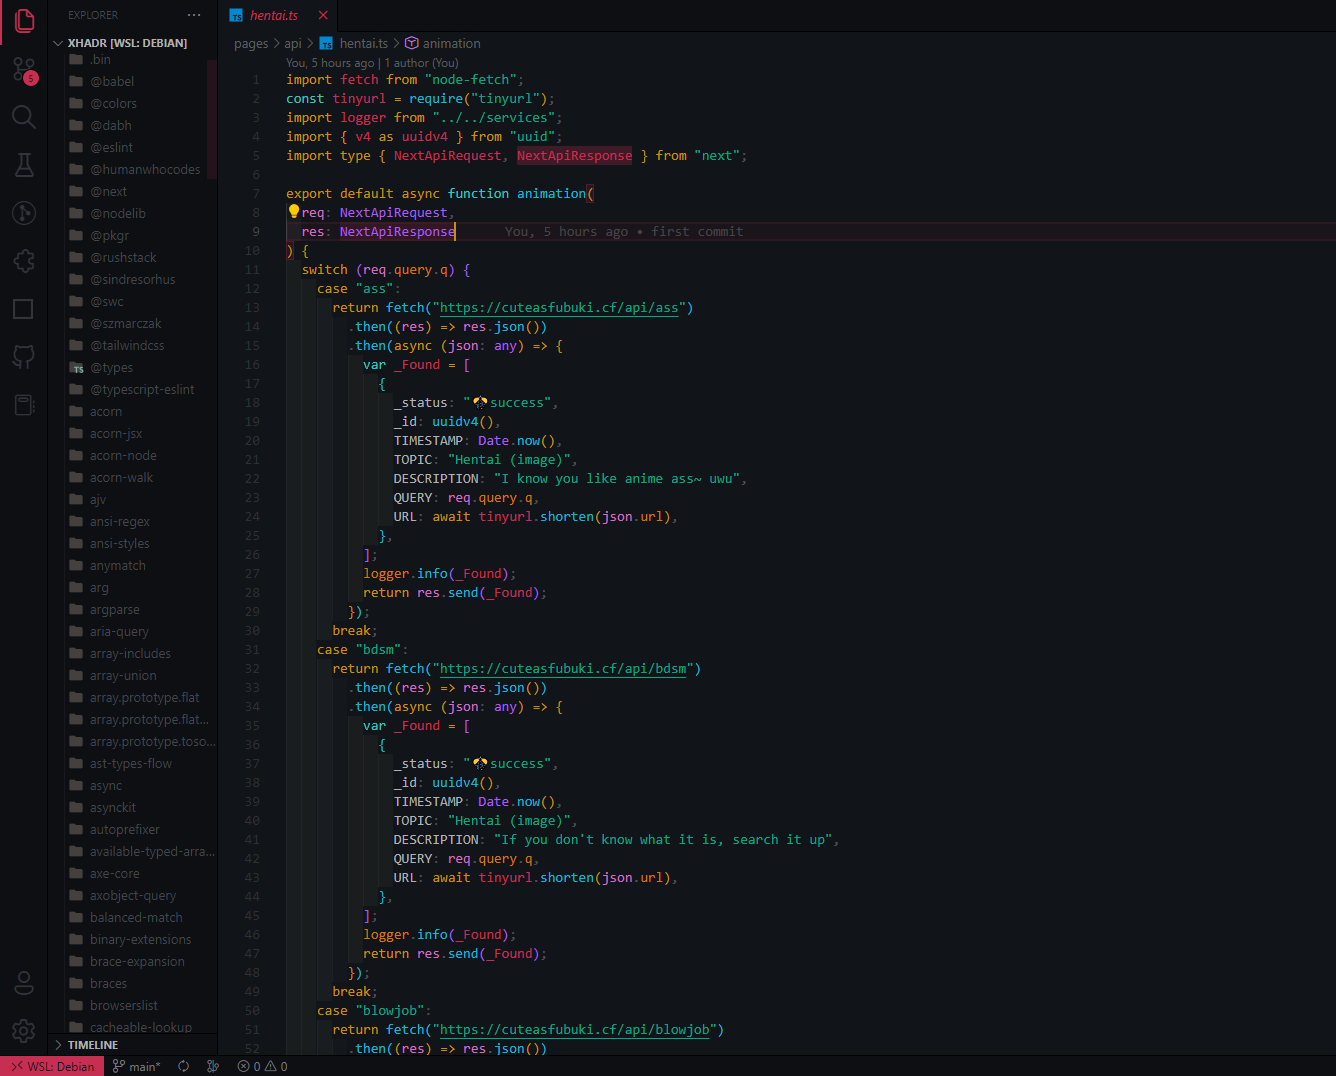 EXPLORER
XHADR [WSL: DEBIAN]
.bin
@babel
@colors
@dabh
@eslint
@humanwhocodes
@next
@nodelib
@pkgr
@rushstack
@sindresorhus
@swc
@szmarczak
@tailwindcss
@types
@typescript-eslint
acorn
acorn-jsx
acorn-node
acorn-walk
ajv
ansi-regex
ansi-styles
anymatch
arg
argparse
aria-query
array-includes
array-union
array.prototype.flat
array.prototype.flat...
array.prototype.toso...
ast-types-flow
async
asynckit
autoprefixer
available-typed-arra...
axe-core
axobject-query
balanced-match
binary-extensions
brace-expansion
braces
browserslist
cacheable-lookup
TIMELINE
5
TS hentai.ts
pages > api > TS hentai.ts > animation
You, 5 hours ago | 1 author (You)
1 import fetch from "node-fetch";
2 const tinyurl = require("tinyurl");
3 import logger from "../../services";
4 import { v4 as uuidv4 } from "uuid";
5 import type { NextApiRequest, NextApiResponse } from "next";
6
7 export default async function animation(
8 req: NextApiRequest,
9 res: NextApiResponse You, 5 hours ago • first commit
10 ) {
11 switch (req.query.q) {
12 case "ass":
13 return fetch("https://cuteasfubuki.cf/api/ass")
14 .then((res) => res.json())
15 .then(async (json: any) => {
16 var _Found = [
17 {
18 _status: "🎊success",
19 _id: uuidv4(),
20 TIMESTAMP: Date.now(),
21 TOPIC: "Hentai (image)",
22 DESCRIPTION: "I know you like anime ass~ uwu",
23 QUERY: req.query.q,
24 URL: await tinyurl.shorten(json.url),
25 },
26 ];
27 logger.info(_Found);
28 return res.send(_Found);
29 });
30 break;
31 case "bdsm":
32 return fetch("https://cuteasfubuki.cf/api/bdsm")
33 .then((res) => res.json())
34 .then(async (json: any) => {
35 var _Found = [
36 {
37 _status: "🎊success",
38 _id: uuidv4(),
39 TIMESTAMP: Date.now(),
40 TOPIC: "Hentai (image)",
41 DESCRIPTION: "If you don't know what it is, search it up",
42 QUERY: req.query.q,
43 URL: await tinyurl.shorten(json.url),
44 },
45 ];
46 logger.info(_Found);
47 return res.send(_Found);
48 });
49 break;
50 case "blowjob":
51 return fetch("https://cuteasfubuki.cf/api/blowjob")
52 .then((res) => res.json())
WSL: Debian main* 0 0